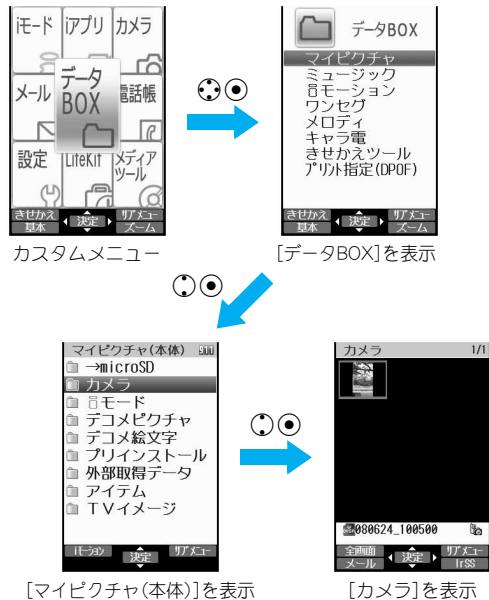 iモード iアプリ カメラ
メール データBOX 電話帳
設定 LifeKit メディアツール
きせかえ 決定 リアメニュー
基本 ズーム
カスタムメニュー
データBOX
マイピクチャ
ミュージック
iモーション
ワンセグ
メロディ
キャラ電
きせかえツール
プリント指定(DPOF)
きせかえ 決定 リアメニュー
基本 ズーム
[データBOX]を表示
マイピクチャ(本体)
→microSD
カメラ
iモード
デコメピクチャ
デコメ絵文字
プリインストール
外部取得データ
アイテム
TVイメージ
iモーション 決定 サブメニュー
[マイピクチャ(本体)]を表示
カメラ 1/1
080624_100500
全画面 決定 サブメニュー
メール IrSS
[カメラ]を表示